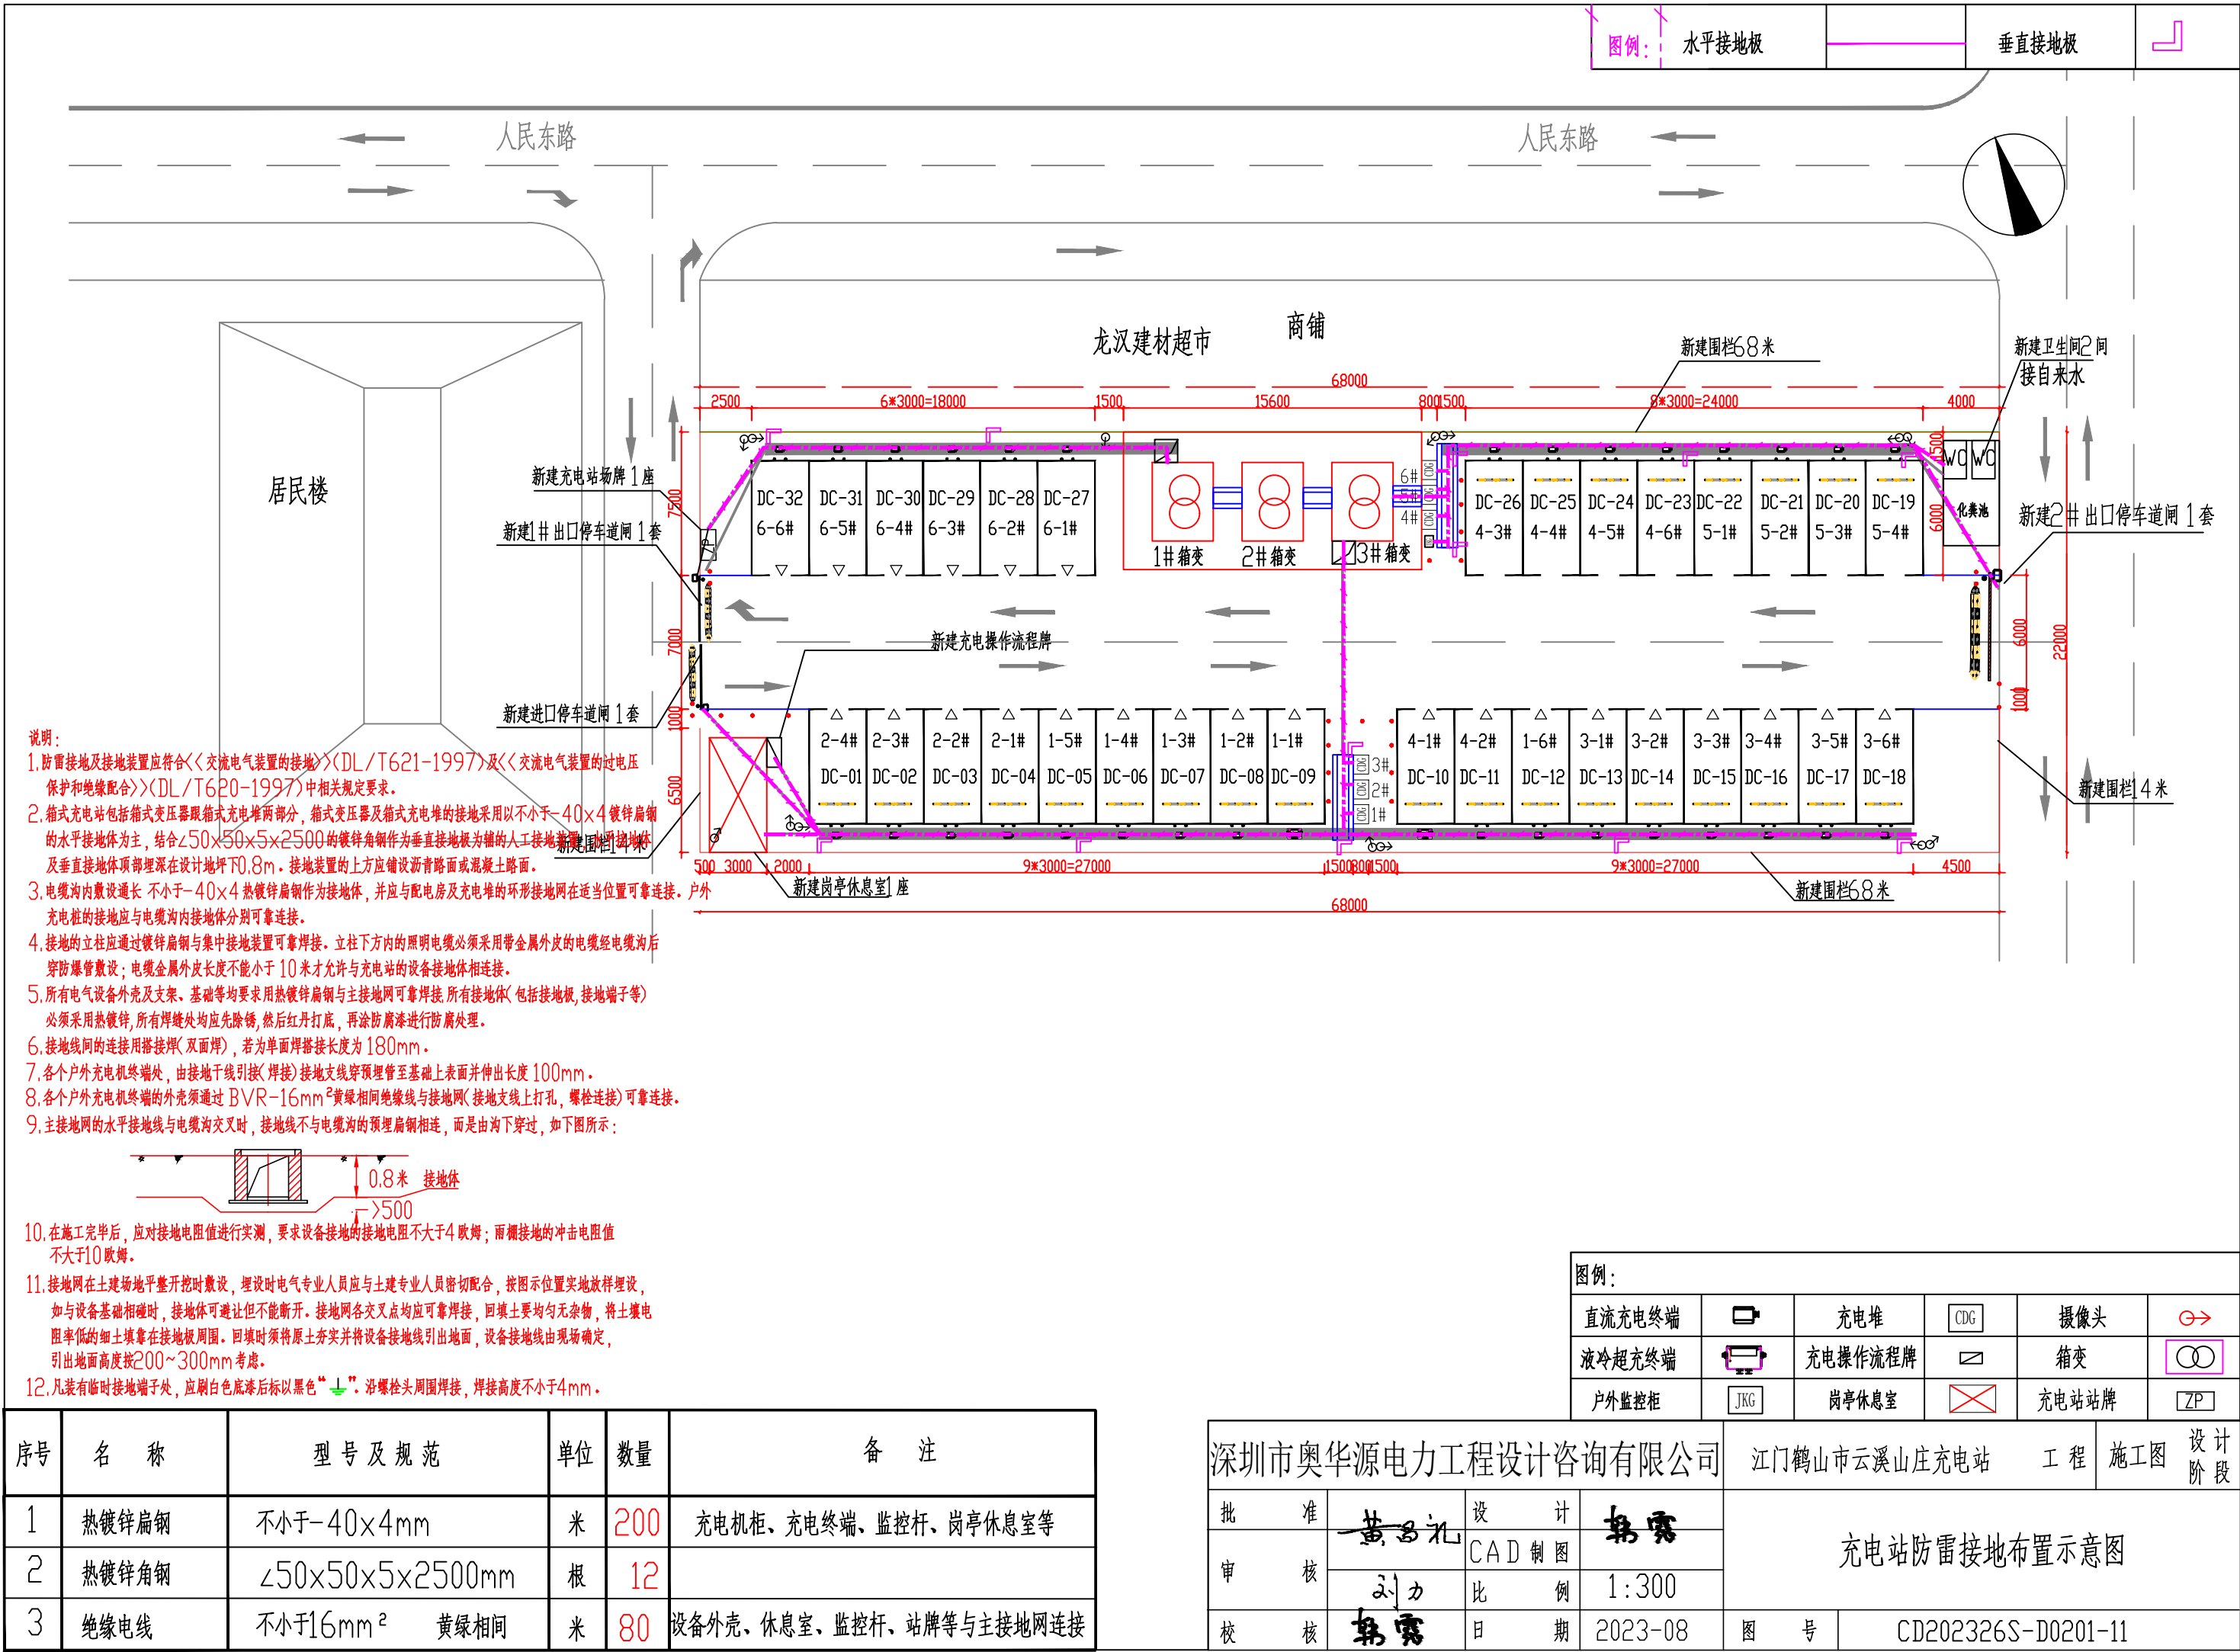 图例:
水平接地极
垂直接地极
人民东路
人民东路
龙汉建材超市
商铺
居民楼
新建围栏68米
新建卫生间2间
接自来水
68000
2500
6*3000=18000
1500
15600
800
1500
8*3000=24000
4000
新建充电站场牌1座
新建1#出口停车道闸1套
新建进口停车道闸1套
新建围栏14米
7500
7000
1000
6500
ZP
DC-32 DC-31 DC-30 DC-29 DC-28 DC-27
6-6# 6-5# 6-4# 6-3# 6-2# 6-1#
1#箱变
2#箱变
3#箱变
6#
5#
4#
CDG
CDG
CDG
DC-26 DC-25 DC-24 DC-23 DC-22 DC-21 DC-20 DC-19
4-3# 4-4# 4-5# 4-6# 5-1# 5-2# 5-3# 5-4#
WC WC
化粪池
1500
6000
新建2#出口停车道闸1套
6000
1000
22000
新建充电操作流程牌
2-4# 2-3# 2-2# 2-1# 1-5# 1-4# 1-3# 1-2# 1-1#
DC-01 DC-02 DC-03 DC-04 DC-05 DC-06 DC-07 DC-08 DC-09
CDG 3#
CDG 2#
CDG 1#
4-1# 4-2# 1-6# 3-1# 3-2# 3-3# 3-4# 3-5# 3-6#
DC-10 DC-11 DC-12 DC-13 DC-14 DC-15 DC-16 DC-17 DC-18
新建围栏14米
500
3000
2000
9*3000=27000
1500
800
1500
9*3000=27000
4500
新建岗亭休息室1座
新建围栏68米
68000
说明:
1.防雷接地及接地装置应符合<<交流电气装置的接地>>(DL/T621-1997)及<<交流电气装置的过电压
保护和绝缘配合>>(DL/T620-1997)中相关规定要求。
2.箱式充电站包括箱式变压器跟箱式充电堆两部分,箱式变压器及箱式充电堆的接地采用以不小于-40x4镀锌扁钢
的水平接地体为主,结合∠50x50x5x2500的镀锌角钢作为垂直接地极为辅的人工接地装置,水平接地体
及垂直接地体顶部埋深在设计地坪下0.8m。接地装置的上方应铺设沥青路面或混凝土路面。
3.电缆沟内敷设通长 不小于-40x4热镀锌扁钢作为接地体,并应与配电房及充电堆的环形接地网在适当位置可靠连接。户外
充电桩的接地应与电缆沟内接地体分别可靠连接。
4.接地的立柱应通过镀锌扁钢与集中接地装置可靠焊接。立柱下方内的照明电缆必须采用带金属外皮的电缆经电缆沟后
穿防爆管敷设;电缆金属外皮长度不能小于10米才允许与充电站的设备接地体相连接。
5.所有电气设备外壳及支架、基础等均要求用热镀锌扁钢与主接地网可靠焊接,所有接地体(包括接地极,接地端子等)
必须采用热镀锌,所有焊缝处均应先除锈,然后红丹打底,再涂防腐漆进行防腐处理。
6.接地线间的连接用搭接焊(双面焊),若为单面焊搭接长度为180mm。
7.各个户外充电机终端处,由接地干线引接(焊接)接地支线穿预埋管至基础上表面并伸出长度100mm。
8.各个户外充电机终端的外壳须通过BVR-16mm²黄绿相间绝缘线与接地网(接地支线上打孔,螺栓连接)可靠连接。
9.主接地网的水平接地线与电缆沟交叉时,接地线不与电缆沟的预埋扁钢相连,而是由沟下穿过,如下图所示:
0.8米 接地体
>500
10.在施工完毕后,应对接地电阻值进行实测,要求设备接地的接地电阻不大于4欧姆;雨棚接地的冲击电阻值
不大于10欧姆。
11.接地网在土建场地平整开挖时敷设,埋设时电气专业人员应与土建专业人员密切配合,按图示位置实地放样埋设,
如与设备基础相碰时,接地体可避让但不能断开。接地网各交叉点均应可靠焊接,回填土要均匀无杂物,将土壤电
阻率低的细土填靠在接地极周围。回填时须将原土夯实并将设备接地线引出地面,设备接地线由现场确定,
引出地面高度按200~300mm考虑。
12.凡装有临时接地端子处,应刷白色底漆后标以黑色“⏚”。沿螺栓头周围焊接,焊接高度不小于4mm。
序号 名 称 型号及规范 单位 数量 备 注
1 热镀锌扁钢 不小于-40x4mm 米 200 充电机柜、充电终端、监控杆、岗亭休息室等
2 热镀锌角钢 ∠50x50x5x2500mm 根 12
3 绝缘电线 不小于16mm² 黄绿相间 米 80 设备外壳、休息室、监控杆、站牌等与主接地网连接
图例:
直流充电终端 充电堆 CDG 摄像头
液冷超充终端 充电操作流程牌 箱变
户外监控柜 JKG 岗亭休息室 充电站站牌 ZP
深圳市奥华源电力工程设计咨询有限公司 江门鹤山市云溪山庄充电站 工程 施工图 设计阶段
批 准 黄昌礼 设 计 韩露
审 核 刘力 CAD制图
比 例 1:300
校 核 韩露 日 期 2023-08
充电站防雷接地布置示意图
图 号 CD202326S-D0201-11